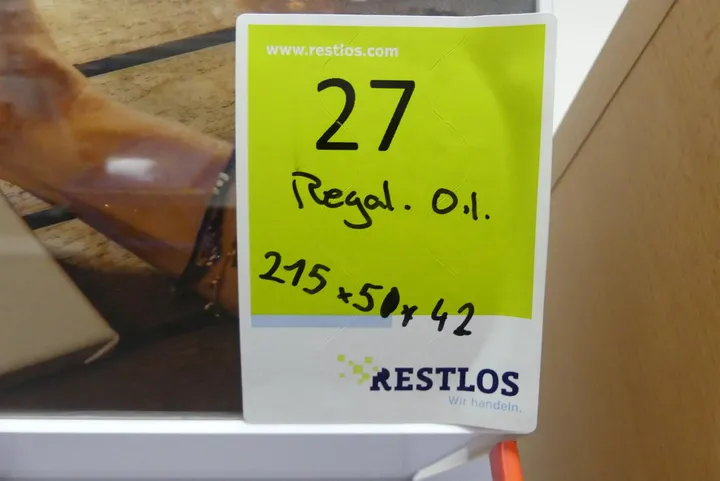 www.restlos.com
27
Regal. O.I.
215 x 50 x 42
RESTLOS
Wir handeln.